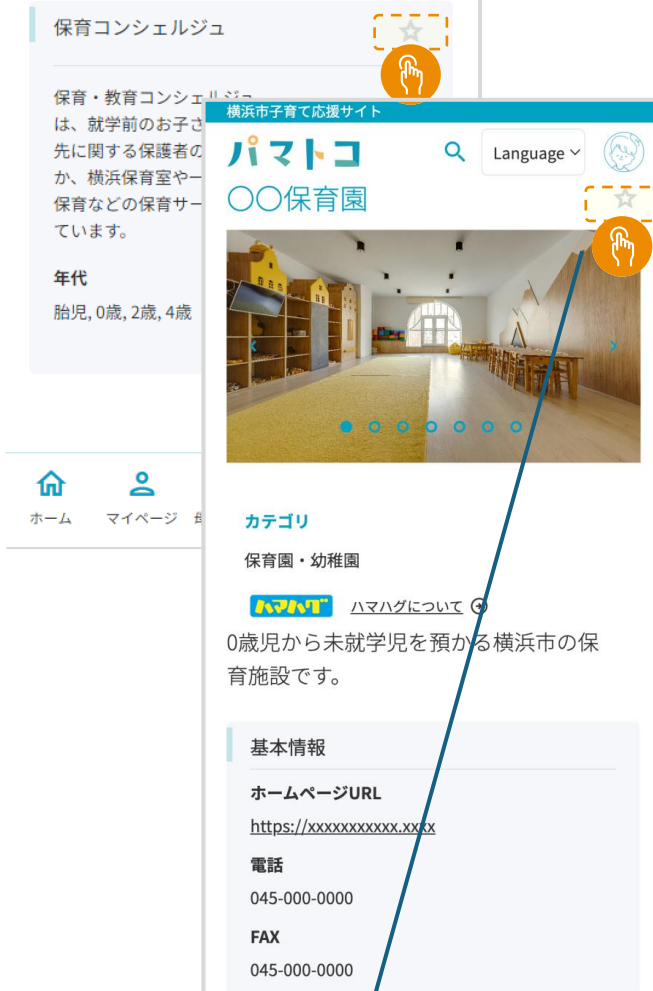 保育コンシェルジュ
保育・教育コンシェルジュ
は、就学前のお子さ
先に関する保護者の
か、横浜保育室や一
保育などの保育サー
ています。
年代
胎児, 0歳, 2歳, 4歳
ホーム
マイページ
横浜市子育て応援サイト
パマトコ
Language
〇〇保育園
カテゴリ
保育園・幼稚園
ハマハグ
ハマハグについて
0歳児から未就学児を預かる横浜市の保
育施設です。
基本情報
ホームページURL
https://xxxxxxxxxxx.xxxx
電話
045-000-0000
FAX
045-000-0000